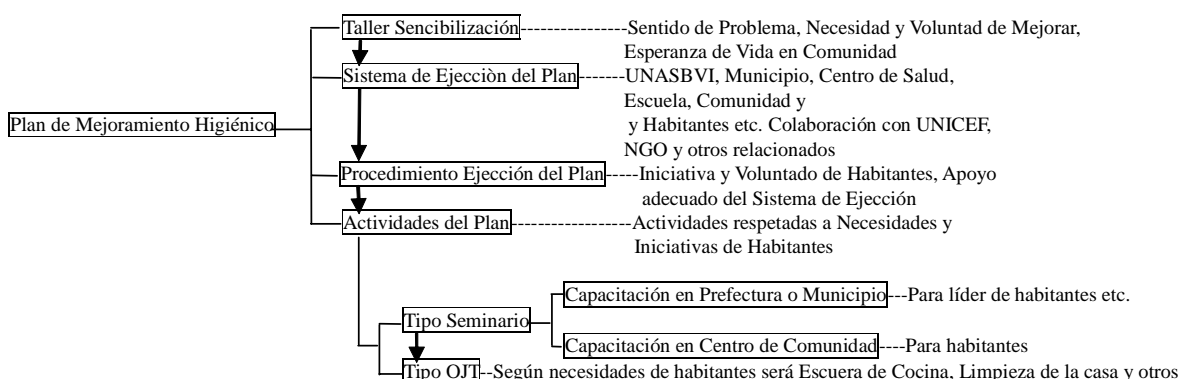 Taller Sencibilización----------------Sentido de Problema, Necesidad y Voluntad de Mejorar,
Esperanza de Vida en Comunidad
Sistema de Ejecciòn del Plan-------UNASBVI, Municipio, Centro de Salud,
Escuela, Comunidad y
Plan de Mejoramiento Higiénico
y Habitantes etc. Colaboración con UNICEF,
NGO y otros relacionados
Procedimiento Ejección del Plan-----Iniciativa y Voluntado de Habitantes, Apoyo
adecuado del Sistema de Ejección
Actividades del Plan------------------Actividades respetadas a Necesidades y
Iniciativas de Habitantes
Capacitación en Prefectura o Municipio---Para líder de habitantes etc.
Tipo Seminario
Capacitación en Centro de Comunidad----Para habitantes
Tipo OJT--Según necesidades de habitantes será Escuera de Cocina, Limpieza de la casa y otros